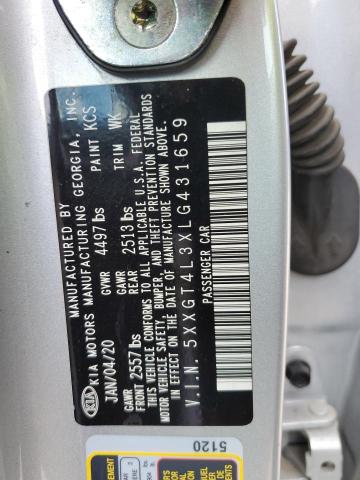 MANUFACTURED BY
KIA KIA MOTORS MANUFACTURING GEORGIA, INC.
JAN/04/20 PAINT KCS
GVWR 4497 lbs TRIM WK
GAWR FRONT 2557 lbs GAWR REAR 2513 lbs
THIS VEHICLE CONFORMS TO ALL APPLICABLE U.S.A. FEDERAL
MOTOR VEHICLE SAFETY, BUMPER, AND THEFT PREVENTION STANDARDS
IN EFFECT ON THE DATE OF MANUFACTURE SHOWN ABOVE.
V.I.N. 5XXGT4L3XLG431659
PASSENGER CAR
5120